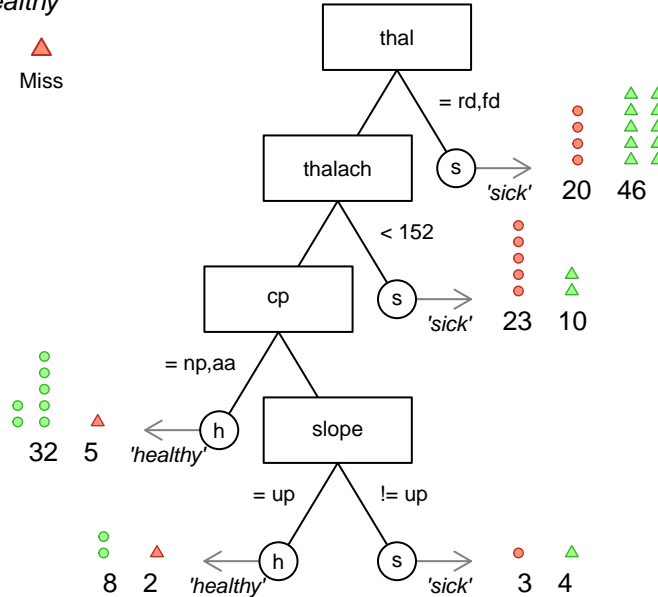 thal
Miss
= rd,fd
thalach
s
'sick'
20 46
< 152
cp
s
'sick'
23 10
= np,aa
h
slope
'healthy'
32 5
= up
!= up
h
s
'healthy'
8 2
'sick'
3 4